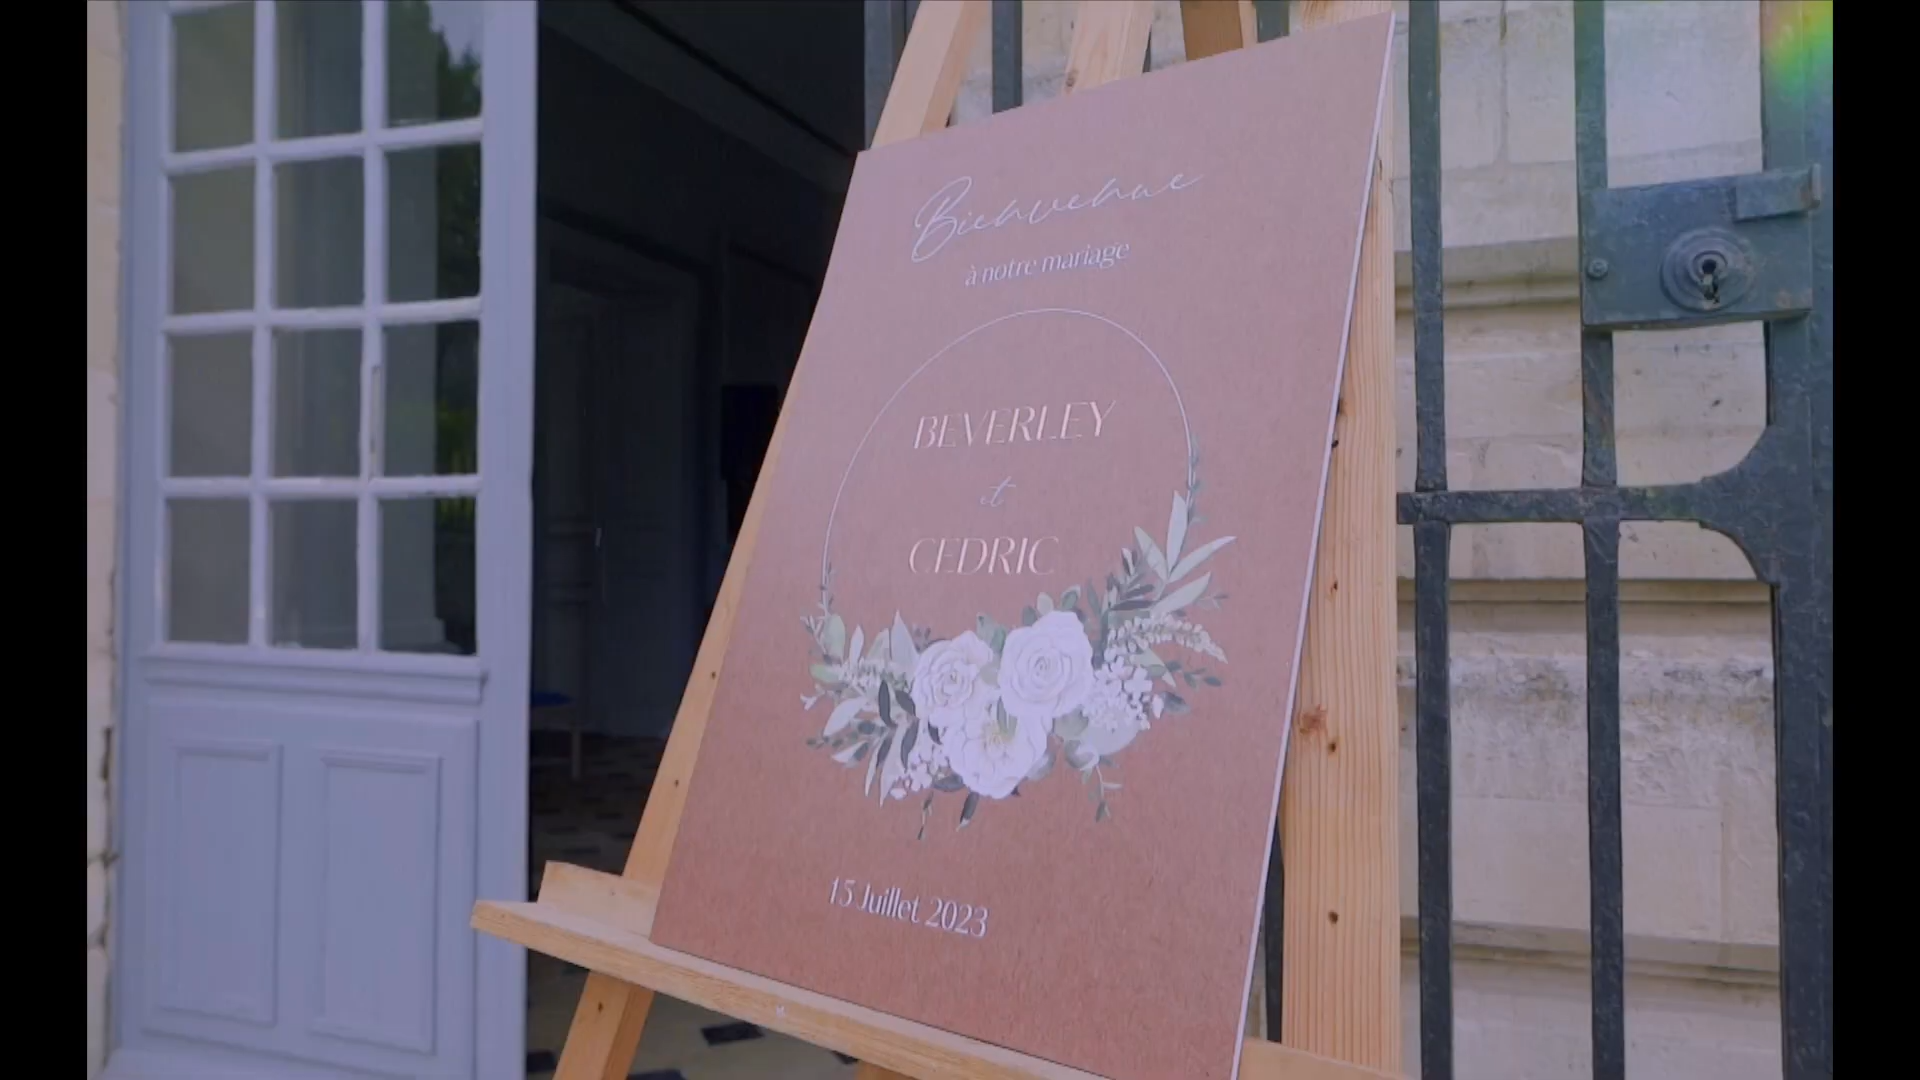 Bienvenue
à notre mariage
BEVERLEY
et
CEDRIC
15 Juillet 2023